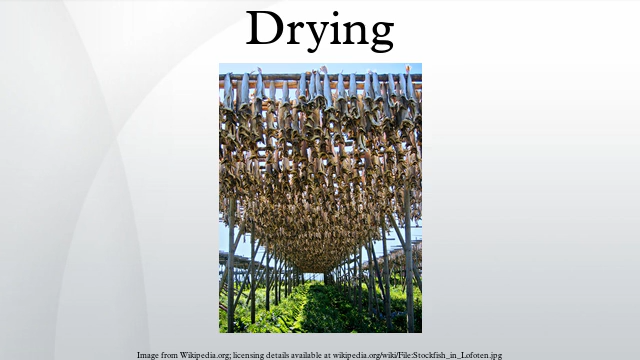 Drying
Image from Wikipedia.org; licensing details available at wikipedia.org/wiki/File:Stockfish_in_Lofoten.jpg